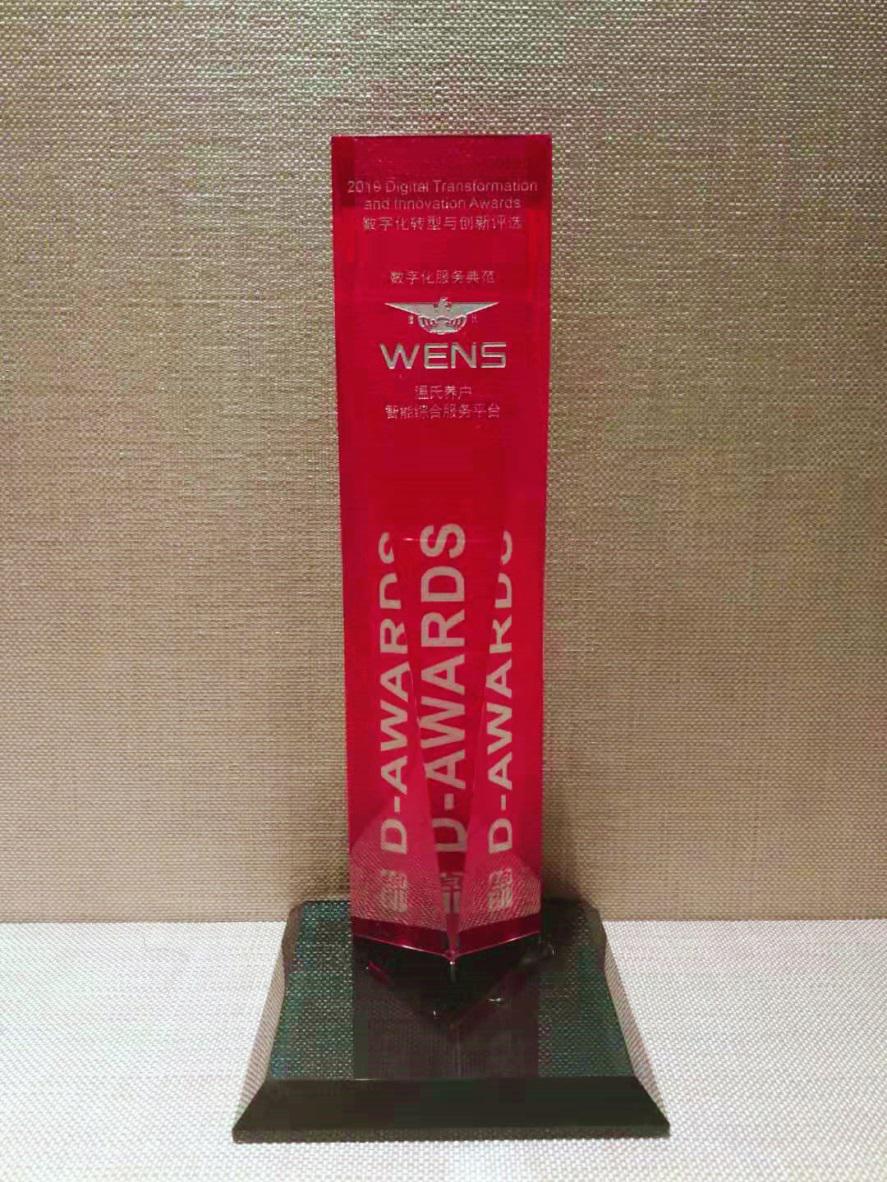 2019 Digital Transformation
and Innovation Awards
数字化转型与创新评选
数字化服务典范
WENS
温氏养户
智能综合服务平台
D-AWARDS
D-AWARDS
D-AWARDS